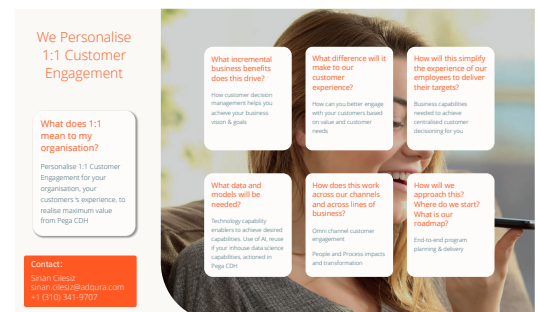 We Personalise
1:1 Customer
Engagement
What does 1:1
mean to my
organisation?
Personalise 1:1 Customer
Engagement for your
organisation, your
customers's experience, to
realise maximum value
from Pega CDH
Contact:
Sinan Cilesiz
sinan.cilesiz@adqura.com
+1 (310) 341-9707
What incremental
business benefits
does this drive?
How customer decision
management helps you
achieve your business
vision & goals
What difference will it
make to our
customer
experience?
How can you better engage
with your customers based
on value and customer
needs
How will this simplify
the experience of our
employees to deliver
their targets?
Business capabilities
needed to achieve
centralised customer
decisioning for you
What data and
models will be
needed?
Technology capability
enablers to achieve desired
capabilities. Use of AI, reuse
if your inhouse data science
capabilities, actioned in
Pega CDH
How does this work
across our channels
and across lines of
business?
Omni channel customer
engagement
People and Process impacts
and transformation
How will we
approach this?
Where do we start?
What is our
roadmap?
End-to-end program
planning & delivery